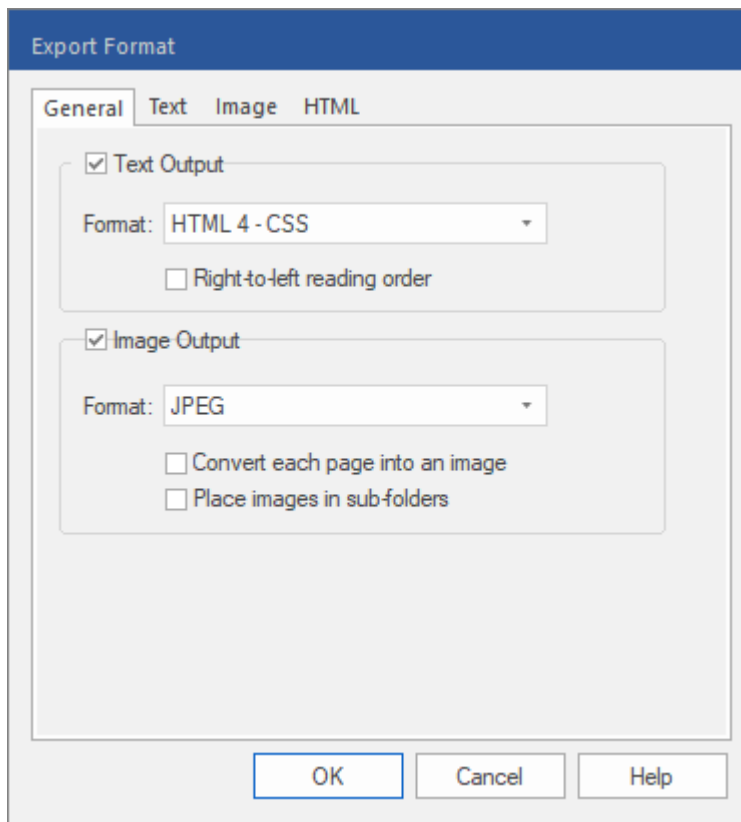 Export Format
General Text Image HTML
Text Output
Format: HTML 4 - CSS
Right-to-left reading order
Image Output
Format: JPEG
Convert each page into an image
Place images in sub-folders
OK Cancel Help